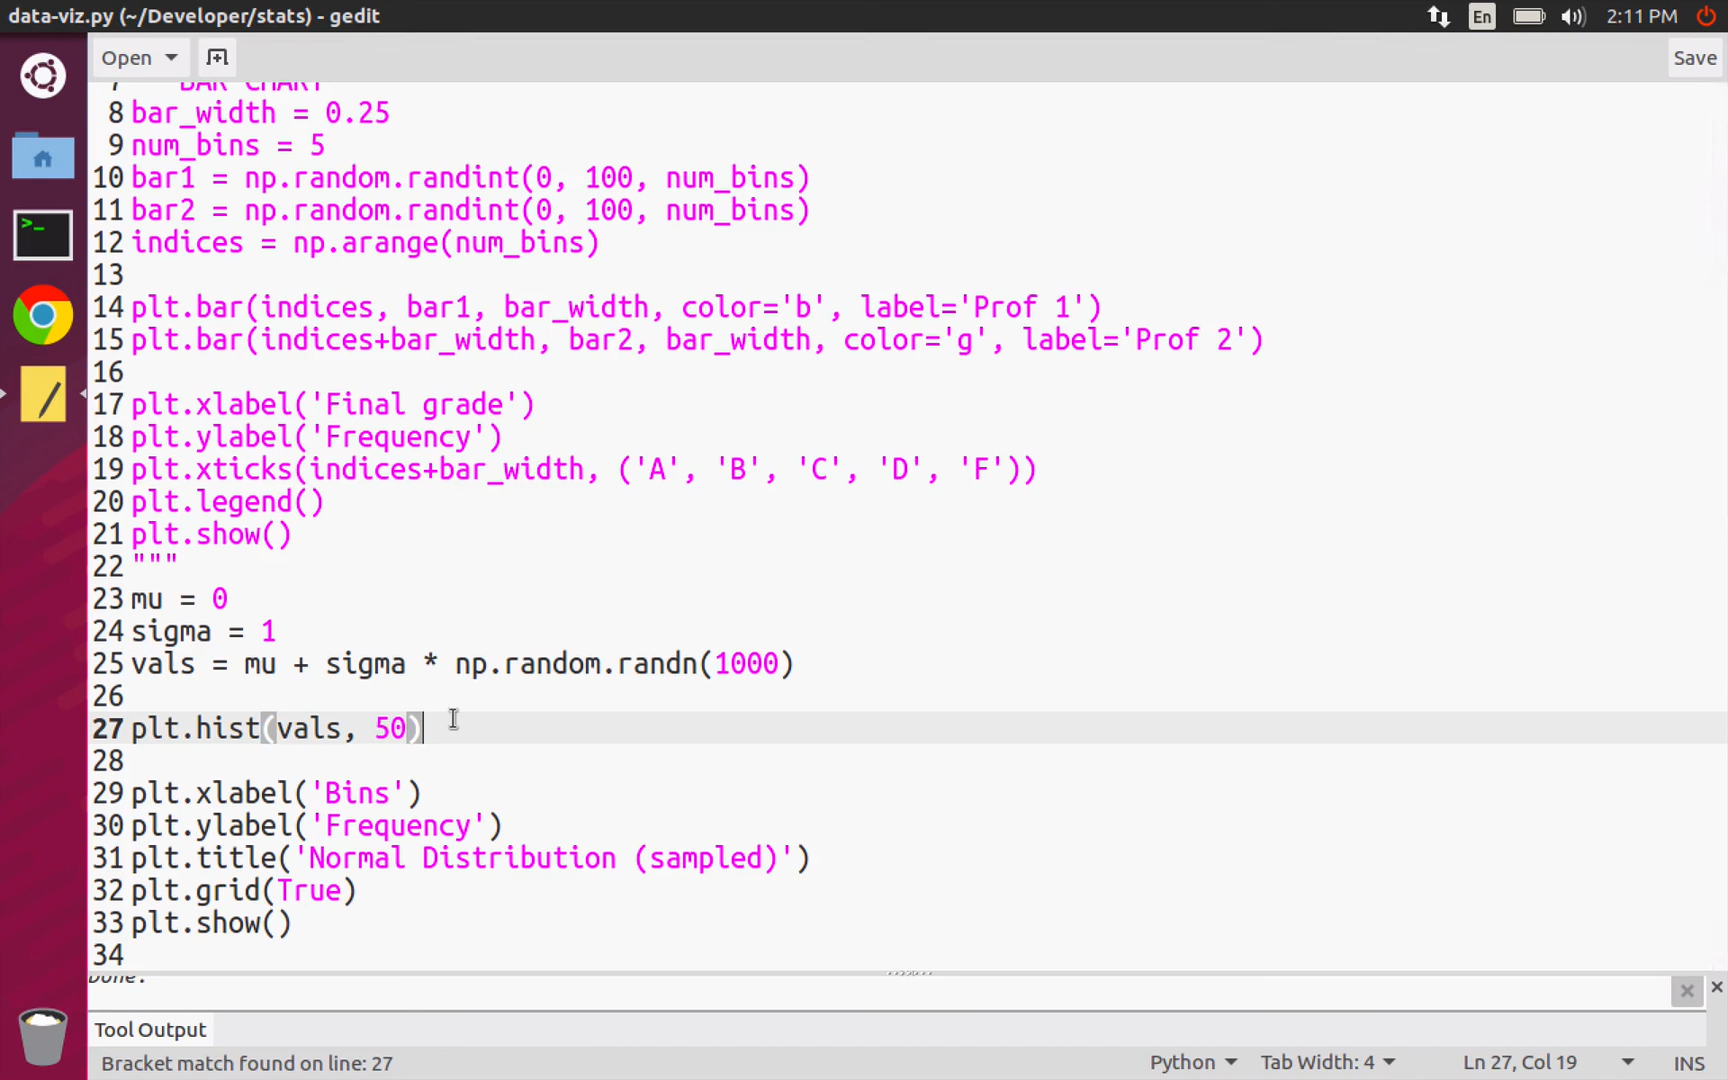 data-viz.py (~/Developer/stats) - gedit
En
2:11 PM
Open
Save
7 BAR CHART
8 bar_width = 0.25
9 num_bins = 5
10 bar1 = np.random.randint(0, 100, num_bins)
11 bar2 = np.random.randint(0, 100, num_bins)
12 indices = np.arange(num_bins)
13
14 plt.bar(indices, bar1, bar_width, color='b', label='Prof 1')
15 plt.bar(indices+bar_width, bar2, bar_width, color='g', label='Prof 2')
16
17 plt.xlabel('Final grade')
18 plt.ylabel('Frequency')
19 plt.xticks(indices+bar_width, ('A', 'B', 'C', 'D', 'F'))
20 plt.legend()
21 plt.show()
22 """
23 mu = 0
24 sigma = 1
25 vals = mu + sigma * np.random.randn(1000)
26
27 plt.hist(vals, 50)
28
29 plt.xlabel('Bins')
30 plt.ylabel('Frequency')
31 plt.title('Normal Distribution (sampled)')
32 plt.grid(True)
33 plt.show()
34
Done.
Tool Output
Bracket match found on line: 27
Python
Tab Width: 4
Ln 27, Col 19
INS